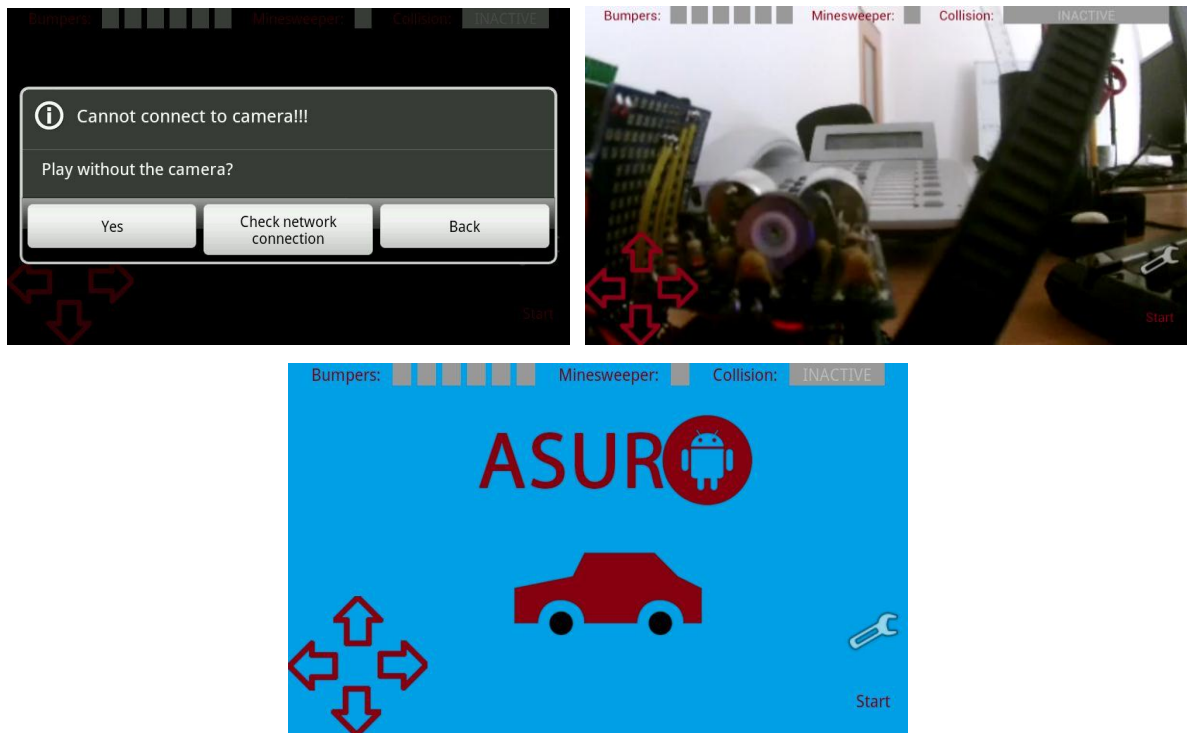 Bumpers: Minesweeper: Collision: INACTIVE
Cannot connect to camera!!!
Play without the camera?
Yes
Check network
connection
Back
Start
Bumpers: Minesweeper: Collision: INACTIVE
Start
Bumpers: Minesweeper: Collision: INACTIVE
ASURO
Start